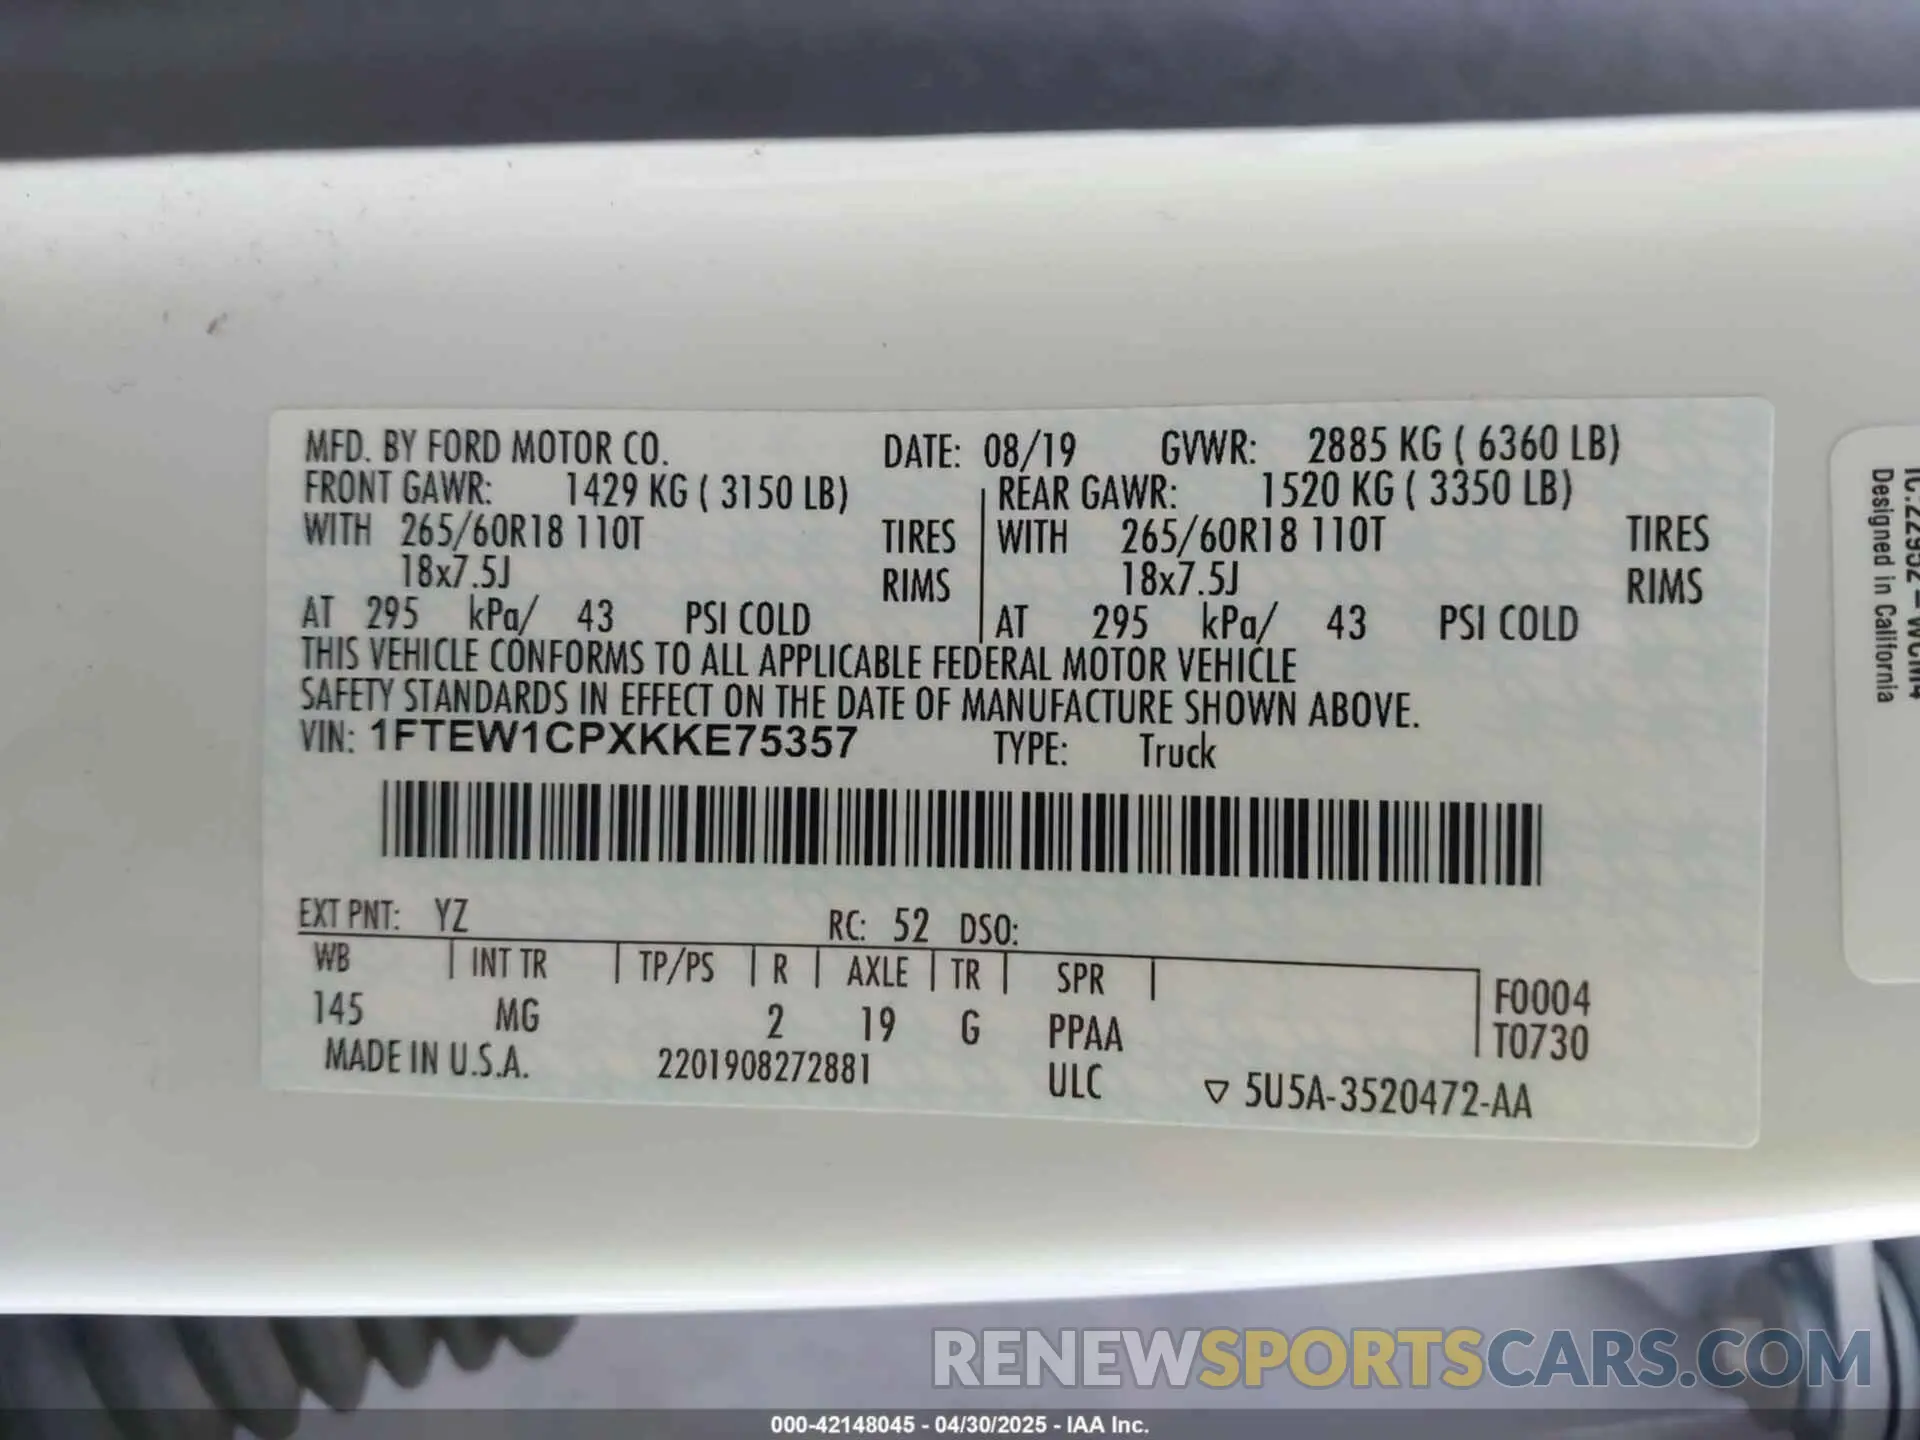 MFD. BY FORD MOTOR CO. DATE: 08/19 GVWR: 2885 KG ( 6360 LB)
FRONT GAWR: 1429 KG ( 3150 LB) REAR GAWR: 1520 KG ( 3350 LB)
WITH 265/60R18 110T TIRES WITH 265/60R18 110T TIRES
18x7.5J RIMS 18x7.5J RIMS
AT 295 kPa/ 43 PSI COLD AT 295 kPa/ 43 PSI COLD
THIS VEHICLE CONFORMS TO ALL APPLICABLE FEDERAL MOTOR VEHICLE
SAFETY STANDARDS IN EFFECT ON THE DATE OF MANUFACTURE SHOWN ABOVE.
VIN: 1FTEW1CPXKKE75357 TYPE: Truck
EXT PNT: YZ RC: 52 DSO:
WB INT TR TP/PS R AXLE TR SPR
145 MG 2 19 G PPAA
F0004
T0730
MADE IN U.S.A. 2201908272881 ULC ▽ 5U5A-3520472-AA
Designed in California
RENEWSPORTSCARS.COM
000-42148045 - 04/30/2025 - IAA Inc.